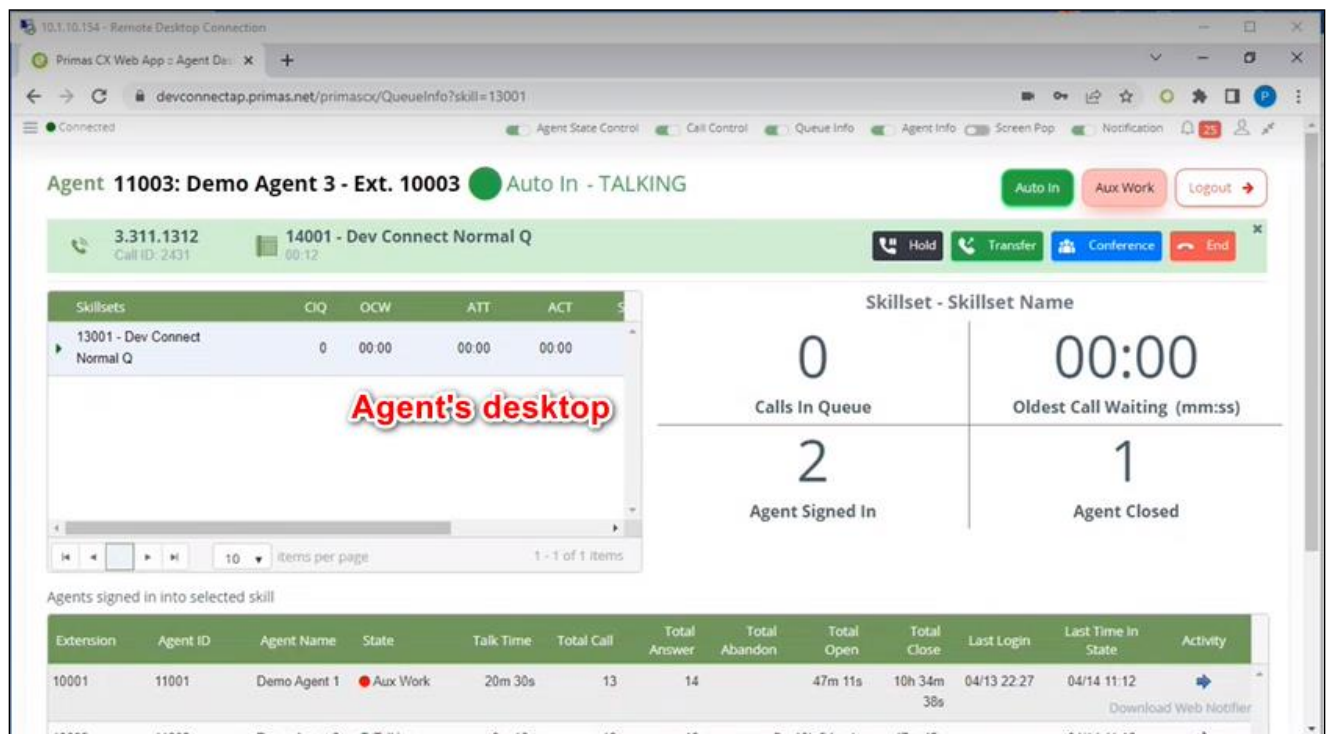 10.1.10.154 - Remote Desktop Connection
Primas CX Web App :: Agent Da
devconnectap.primas.net/primascx/QueueInfo?skill=13001
Connected Agent State Control Call Control Queue Info Agent Info Screen Pop Notification 25
Agent 11003: Demo Agent 3 - Ext. 10003 Auto In - TALKING Auto In Aux Work Logout
3.311.1312 14001 - Dev Connect Normal Q Hold Transfer Conference End
Call ID: 2431 00:12
Skillsets CIQ OCW ATT ACT S
13001 - Dev Connect
Normal Q 0 00:00 00:00 00:00
Agent's desktop
Skillset - Skillset Name
0 00:00
Calls In Queue Oldest Call Waiting (mm:ss)
2 1
Agent Signed In Agent Closed
10 items per page 1 - 1 of 1 items
Agents signed in into selected skill
Extension Agent ID Agent Name State Talk Time Total Call Total Answer Total Abandon Total Open Total Close Last Login Last Time In State Activity
10001 11001 Demo Agent 1 Aux Work 20m 30s 13 14 47m 11s 10h 34m 38s 04/13 22:27 04/14 11:12
Download Web Notifier